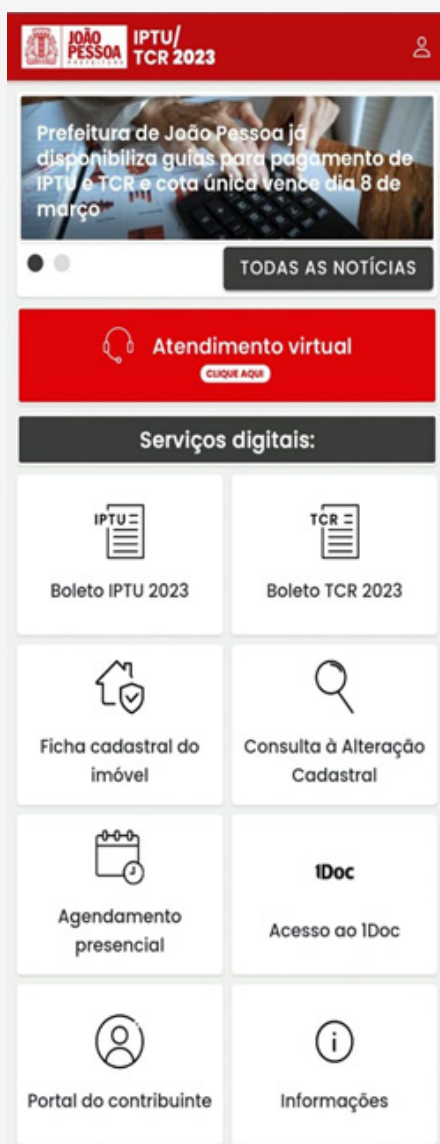 JOÃO
PESSOA
PREFEITURA
IPTU/
TCR 2023
Prefeitura de João Pessoa já
disponibiliza guias para pagamento de
IPTU e TCR e cota única vence dia 8 de
março
TODAS AS NOTÍCIAS
Atendimento virtual
CLIQUE AQUI
Serviços digitais:
IPTU
Boleto IPTU 2023
TCR
Boleto TCR 2023
Ficha cadastral do
imóvel
Consulta à Alteração
Cadastral
Agendamento
presencial
1Doc
Acesso ao 1Doc
Portal do contribuinte
Informações